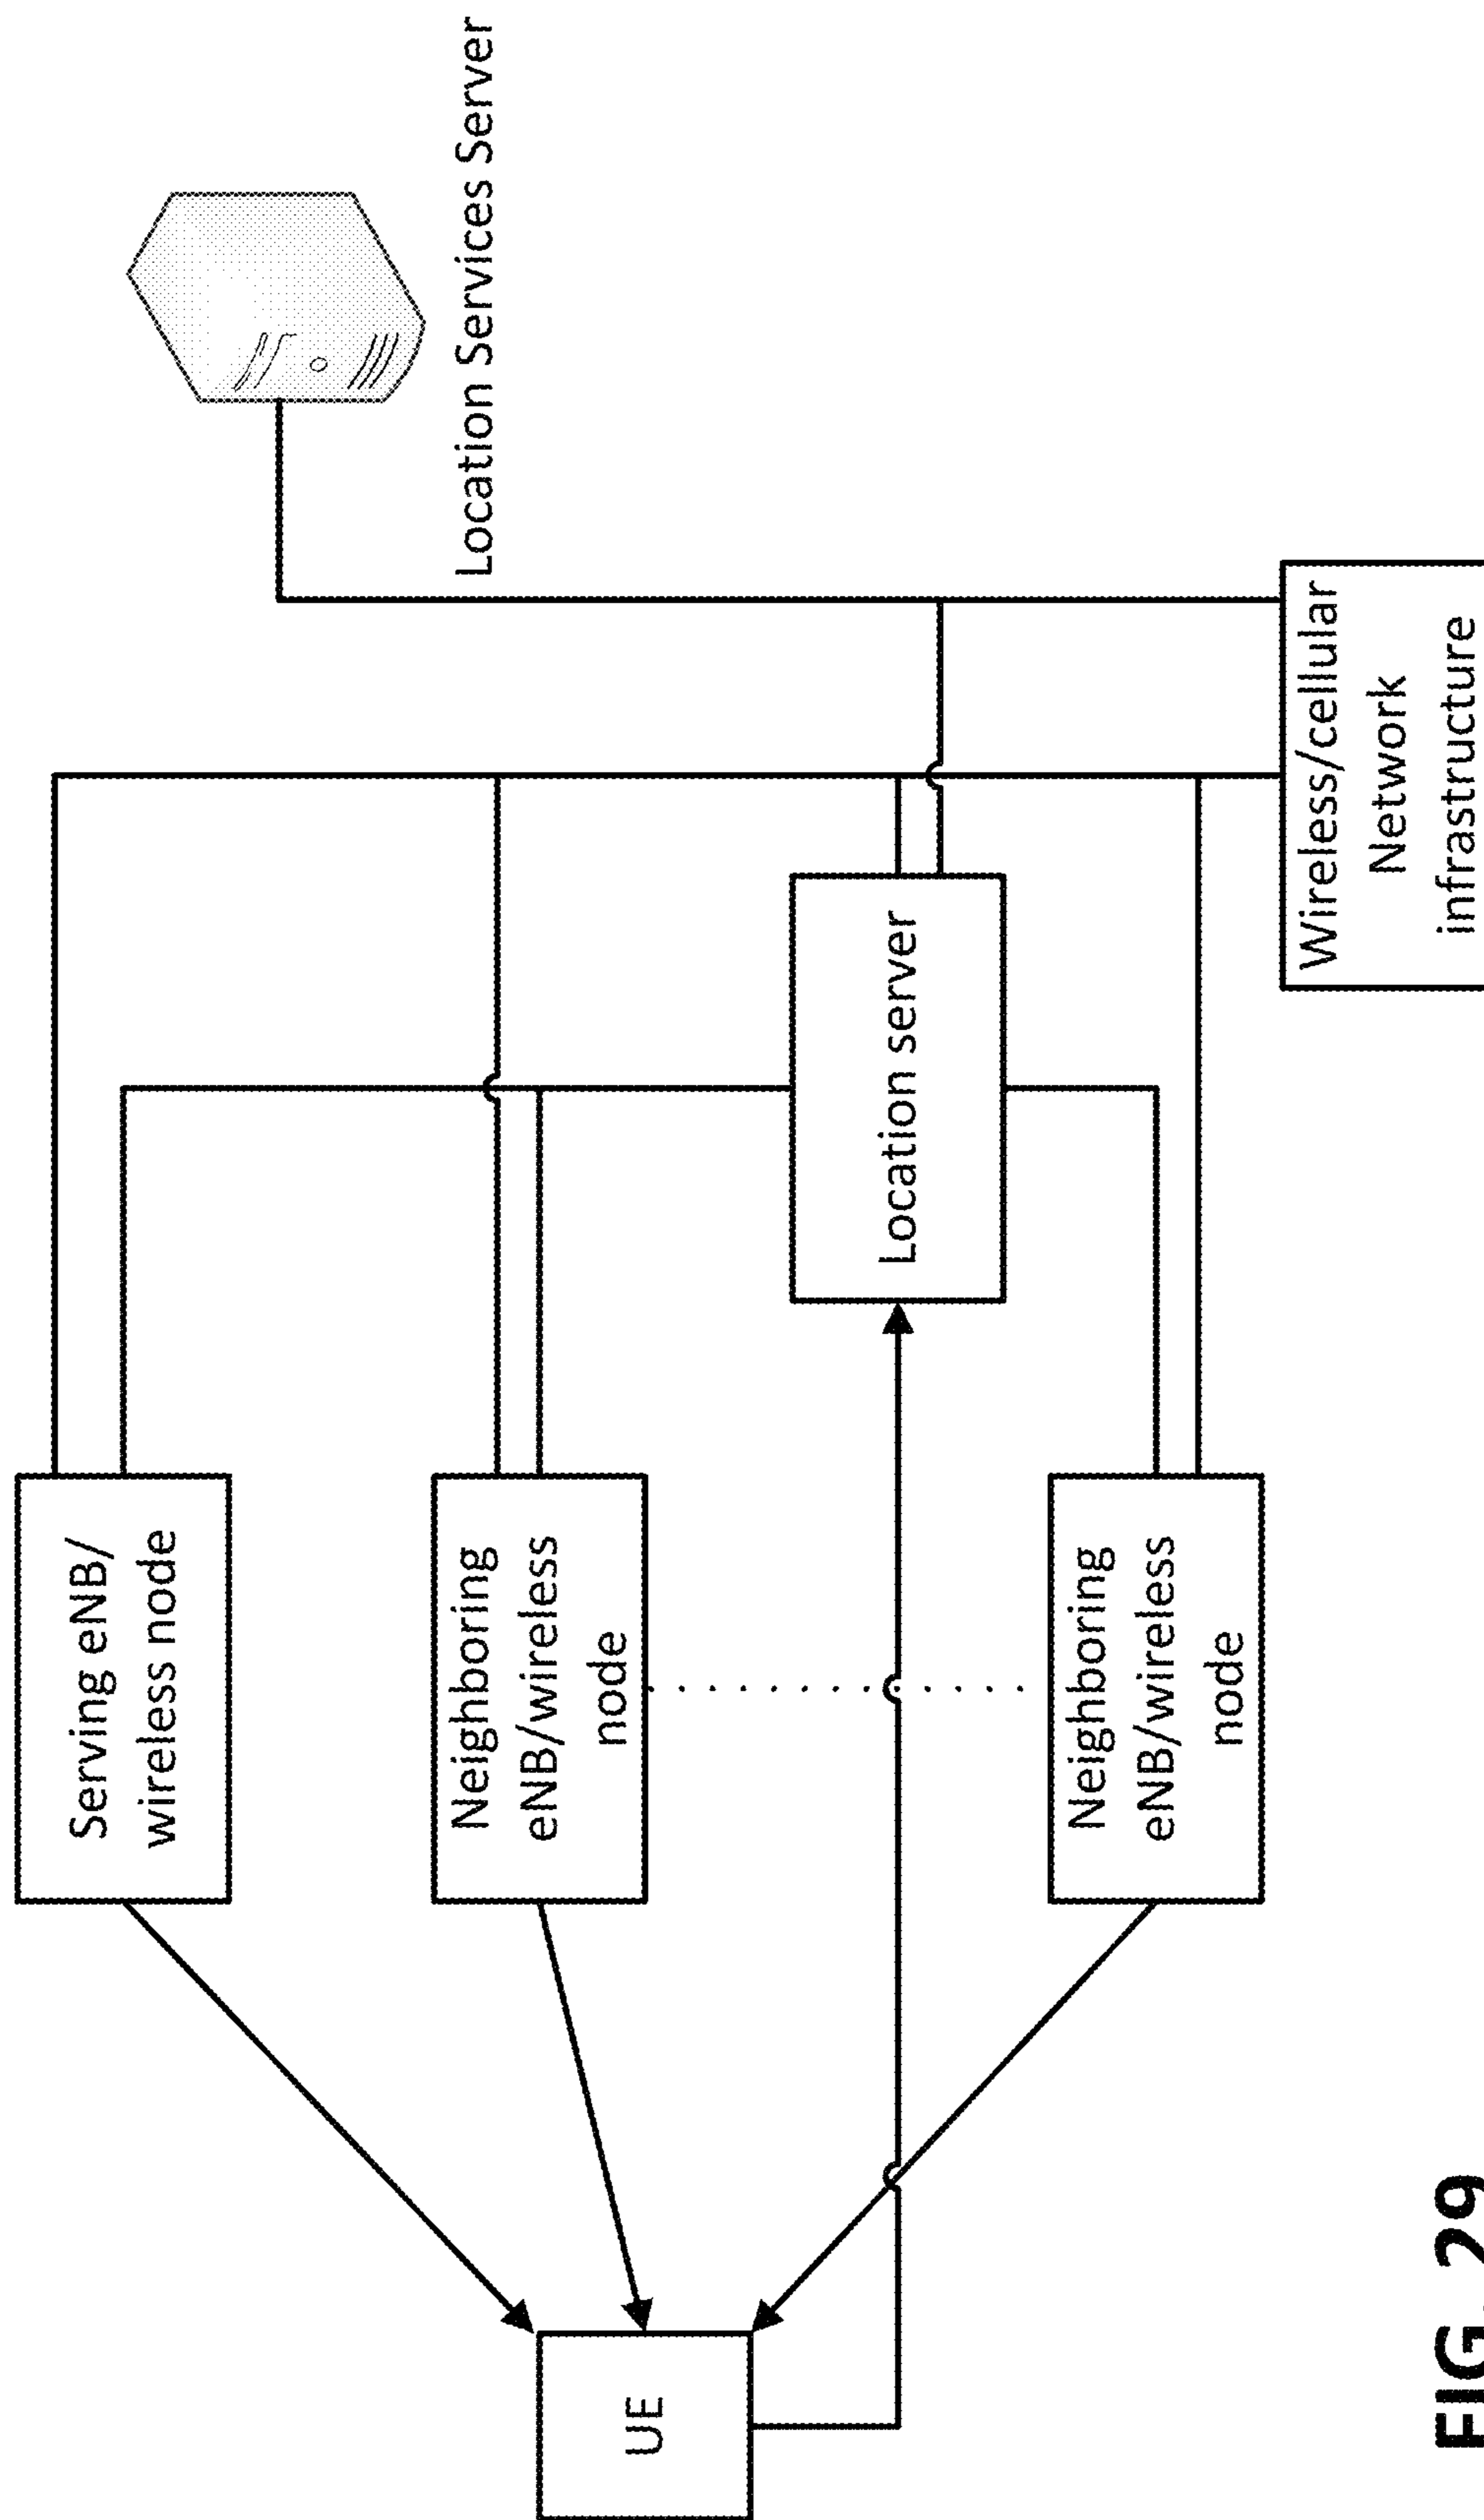 Serving eNB/
wireless node
Neighboring
eNB/wireless
node
Neighboring
eNB/wireless
node
UE
Location server
Location Services Server
Wireless/cellular
Network
infrastructure
FIG. 29